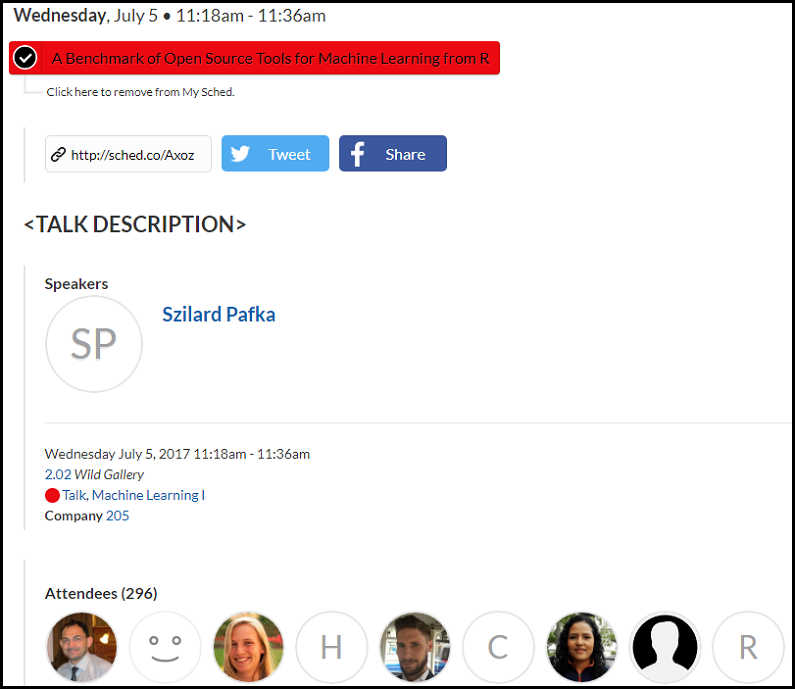 Wednesday, July 5 • 11:18am - 11:36am
A Benchmark of Open Source Tools for Machine Learning from R
Click here to remove from My Sched.
http://sched.co/Axoz Tweet Share
<TALK DESCRIPTION>
Speakers
SP Szilard Pafka
Wednesday July 5, 2017 11:18am - 11:36am
2.02 Wild Gallery
Talk, Machine Learning I
Company 205
Attendees (296)
H C R